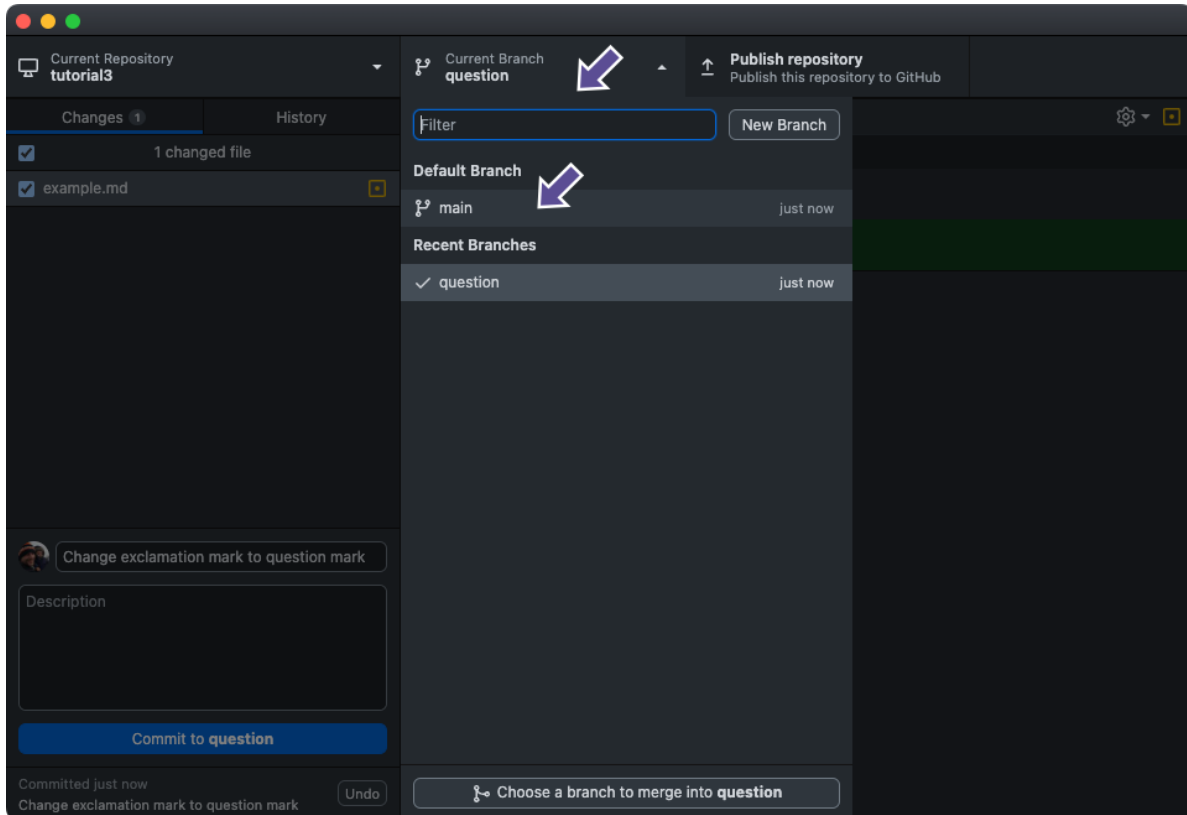 Current Repository
tutorial3
Current Branch
question
Publish repository
Publish this repository to GitHub
Changes 1
History
1 changed file
example.md
Filter
New Branch
Default Branch
main
just now
Recent Branches
question
just now
Change exclamation mark to question mark
Description
Commit to question
Committed just now
Change exclamation mark to question mark
Undo
Choose a branch to merge into question